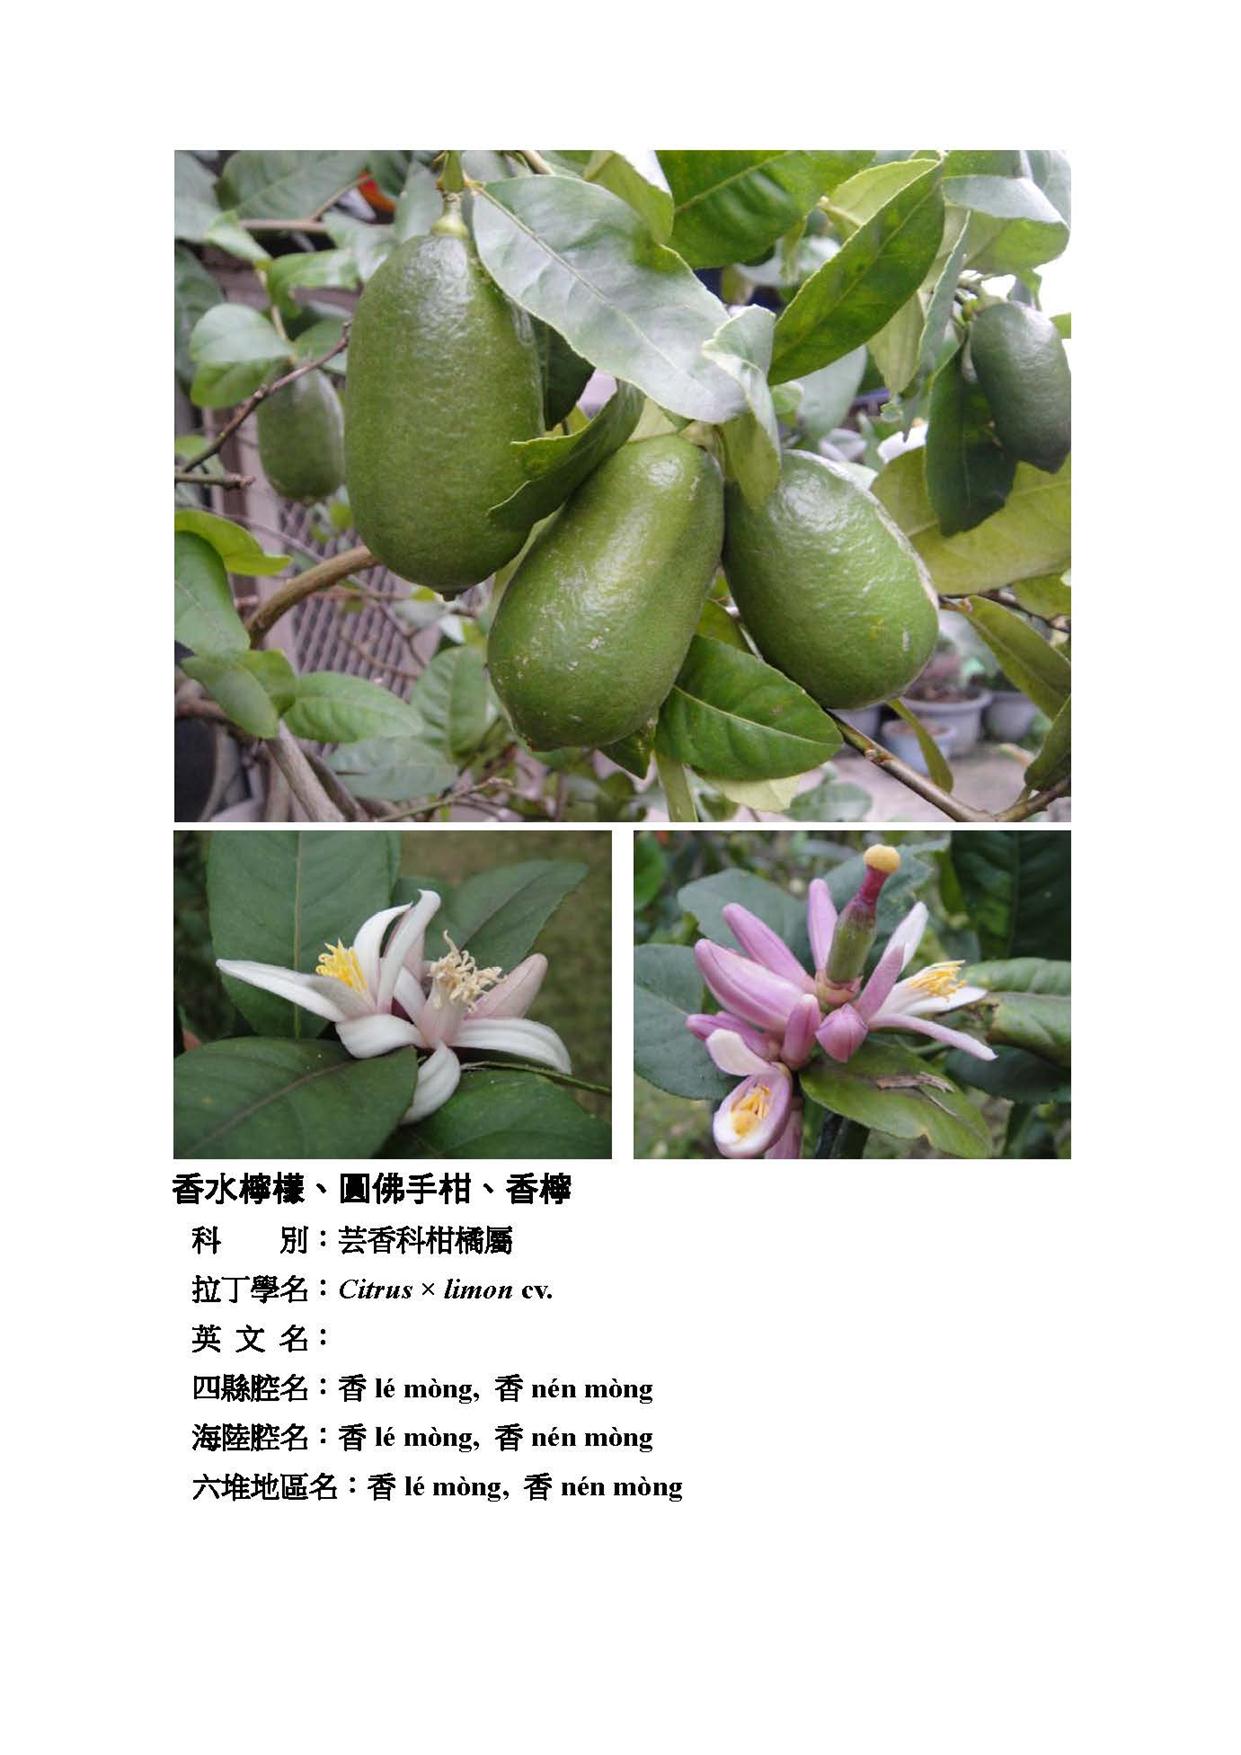 香水檸檬、圓佛手柑、香檸
科　　別：芸香科柑橘屬
拉丁學名：Citrus × limon cv.
英 文 名：
四縣腔名：香 lé mòng, 香 nén mòng
海陸腔名：香 lé mòng, 香 nén mòng
六堆地區名：香 lé mòng, 香 nén mòng